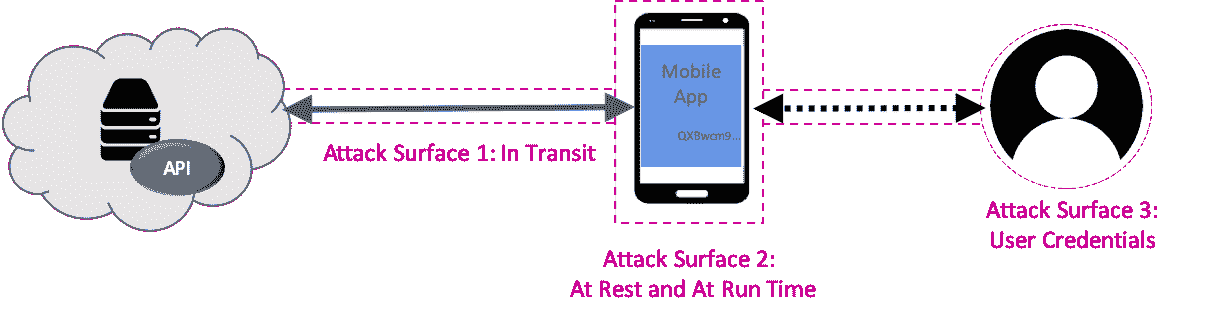 Mobile
App
QXBwcm9...
API
Attack Surface 1: In Transit
Attack Surface 2:
At Rest and At Run Time
Attack Surface 3:
User Credentials